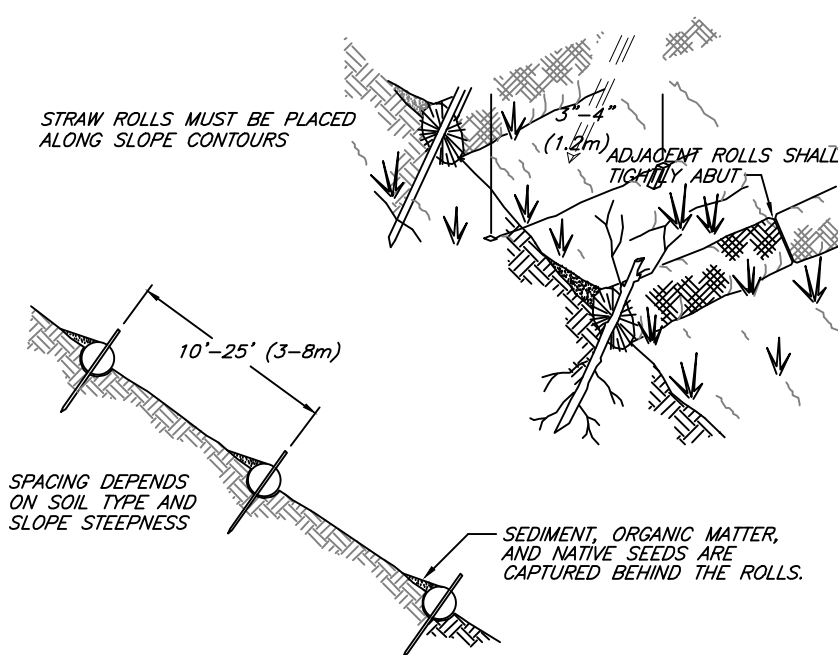 STRAW ROLLS MUST BE PLACED
ALONG SLOPE CONTOURS
3"-4"
(1.2m)
ADJACENT ROLLS SHALL
TIGHTLY ABUT
10'-25' (3-8m)
SPACING DEPENDS
ON SOIL TYPE AND
SLOPE STEEPNESS
SEDIMENT, ORGANIC MATTER,
AND NATIVE SEEDS ARE
CAPTURED BEHIND THE ROLLS.